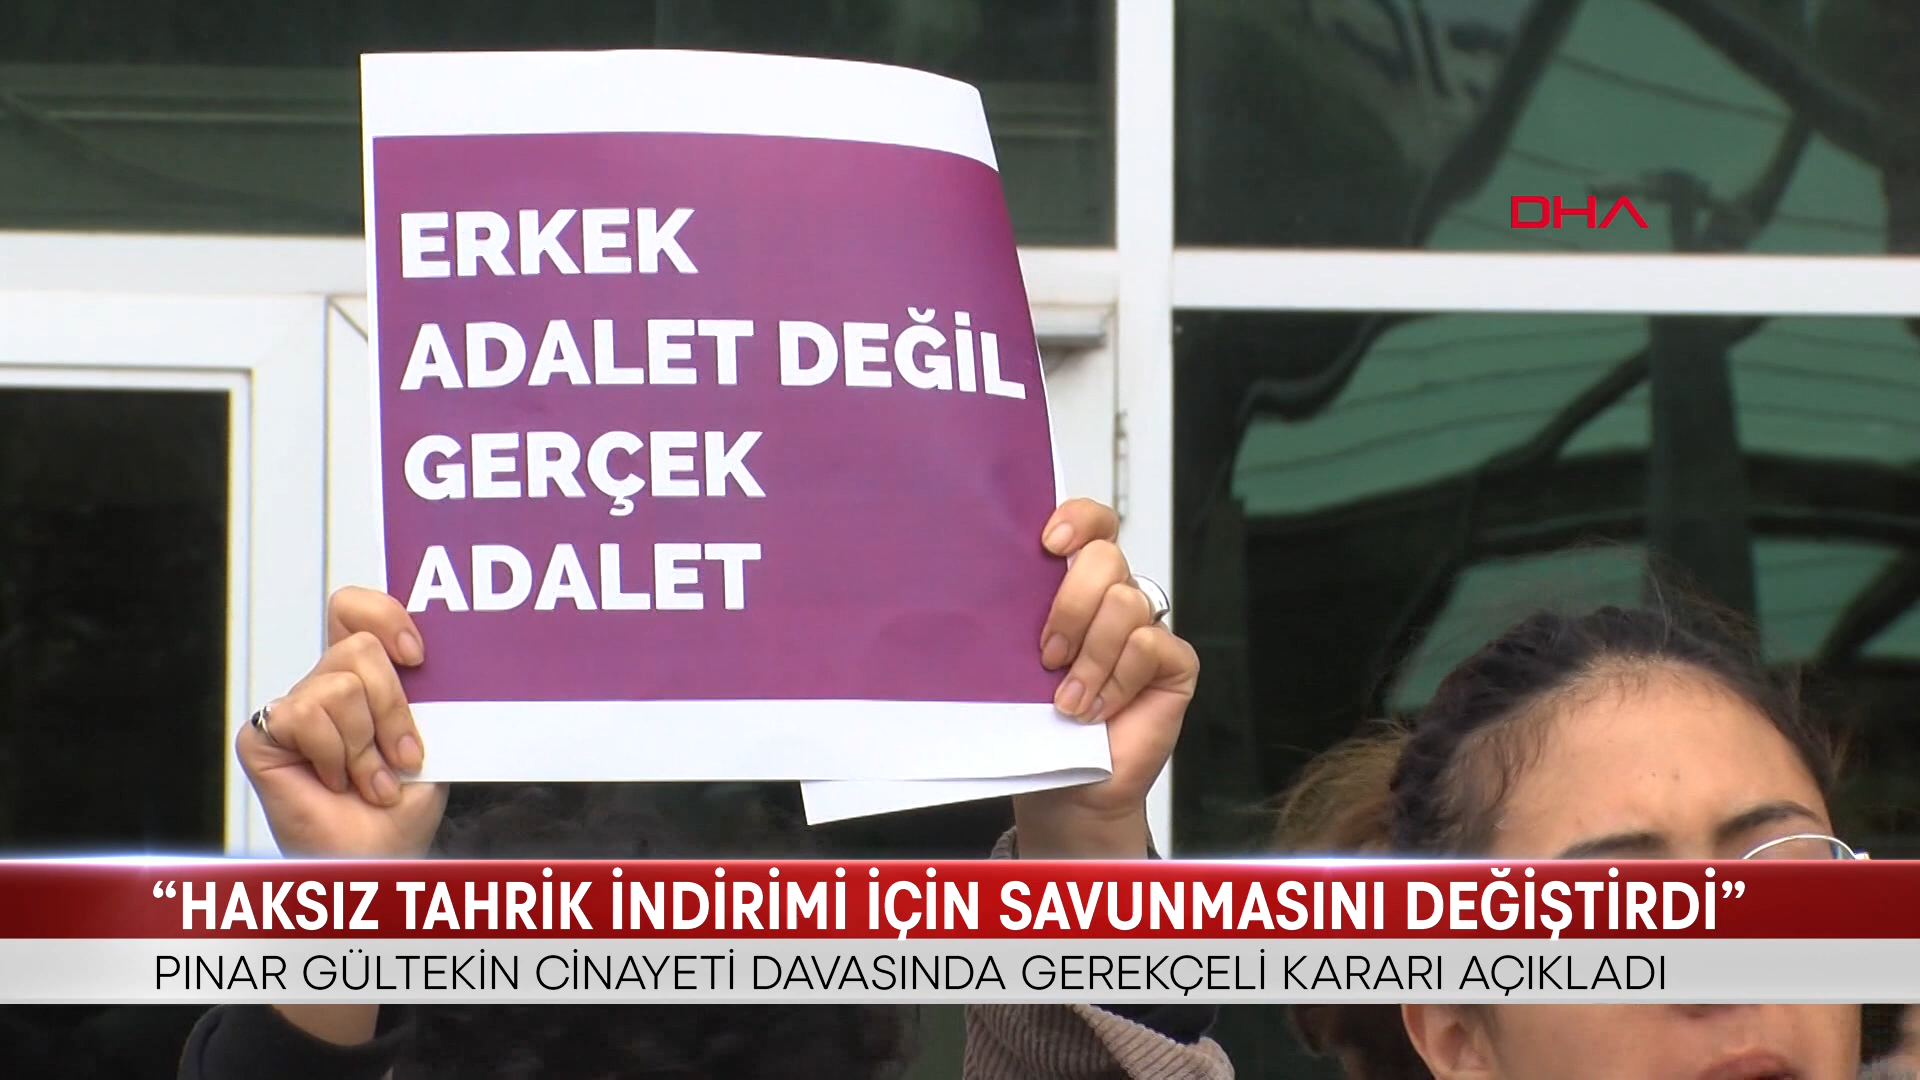 ERKEK
ADALET DEĞİL
GERÇEK
ADALET
DHA
“HAKSIZ TAHRİK İNDİRİMİ İÇİN SAVUNMASINI DEĞİŞTİRDİ”
PINAR GÜLTEKİN CİNAYETİ DAVASINDA GEREKÇELİ KARARI AÇIKLADI